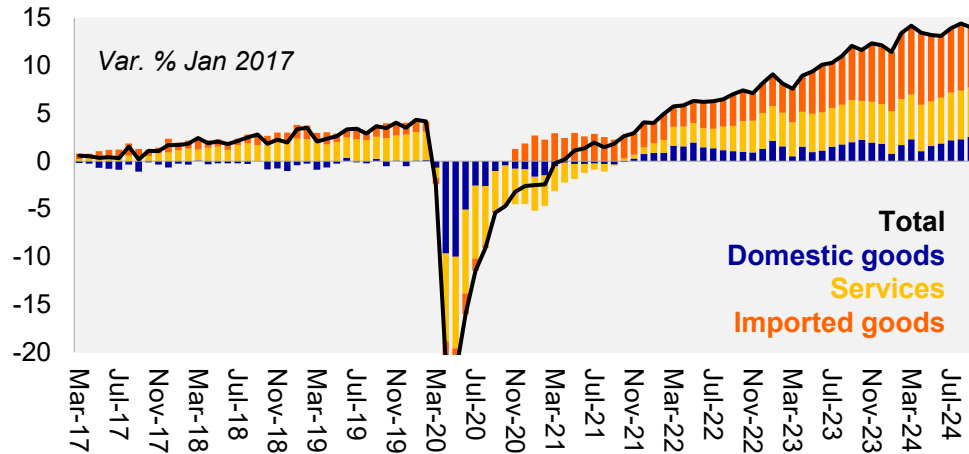 15
Var. % Jan 2017
10
5
0
-5
Total
-10
Domestic goods
Services
-15
Imported goods
-20
Mar-17
Jul-17
Nov-17
Mar-18
Jul-18
Nov-18
Mar-19
Jul-19
Nov-19
Mar-20
Jul-20
Nov-20
Mar-21
Jul-21
Nov-21
Mar-22
Jul-22
Nov-22
Mar-23
Jul-23
Nov-23
Mar-24
Jul-24